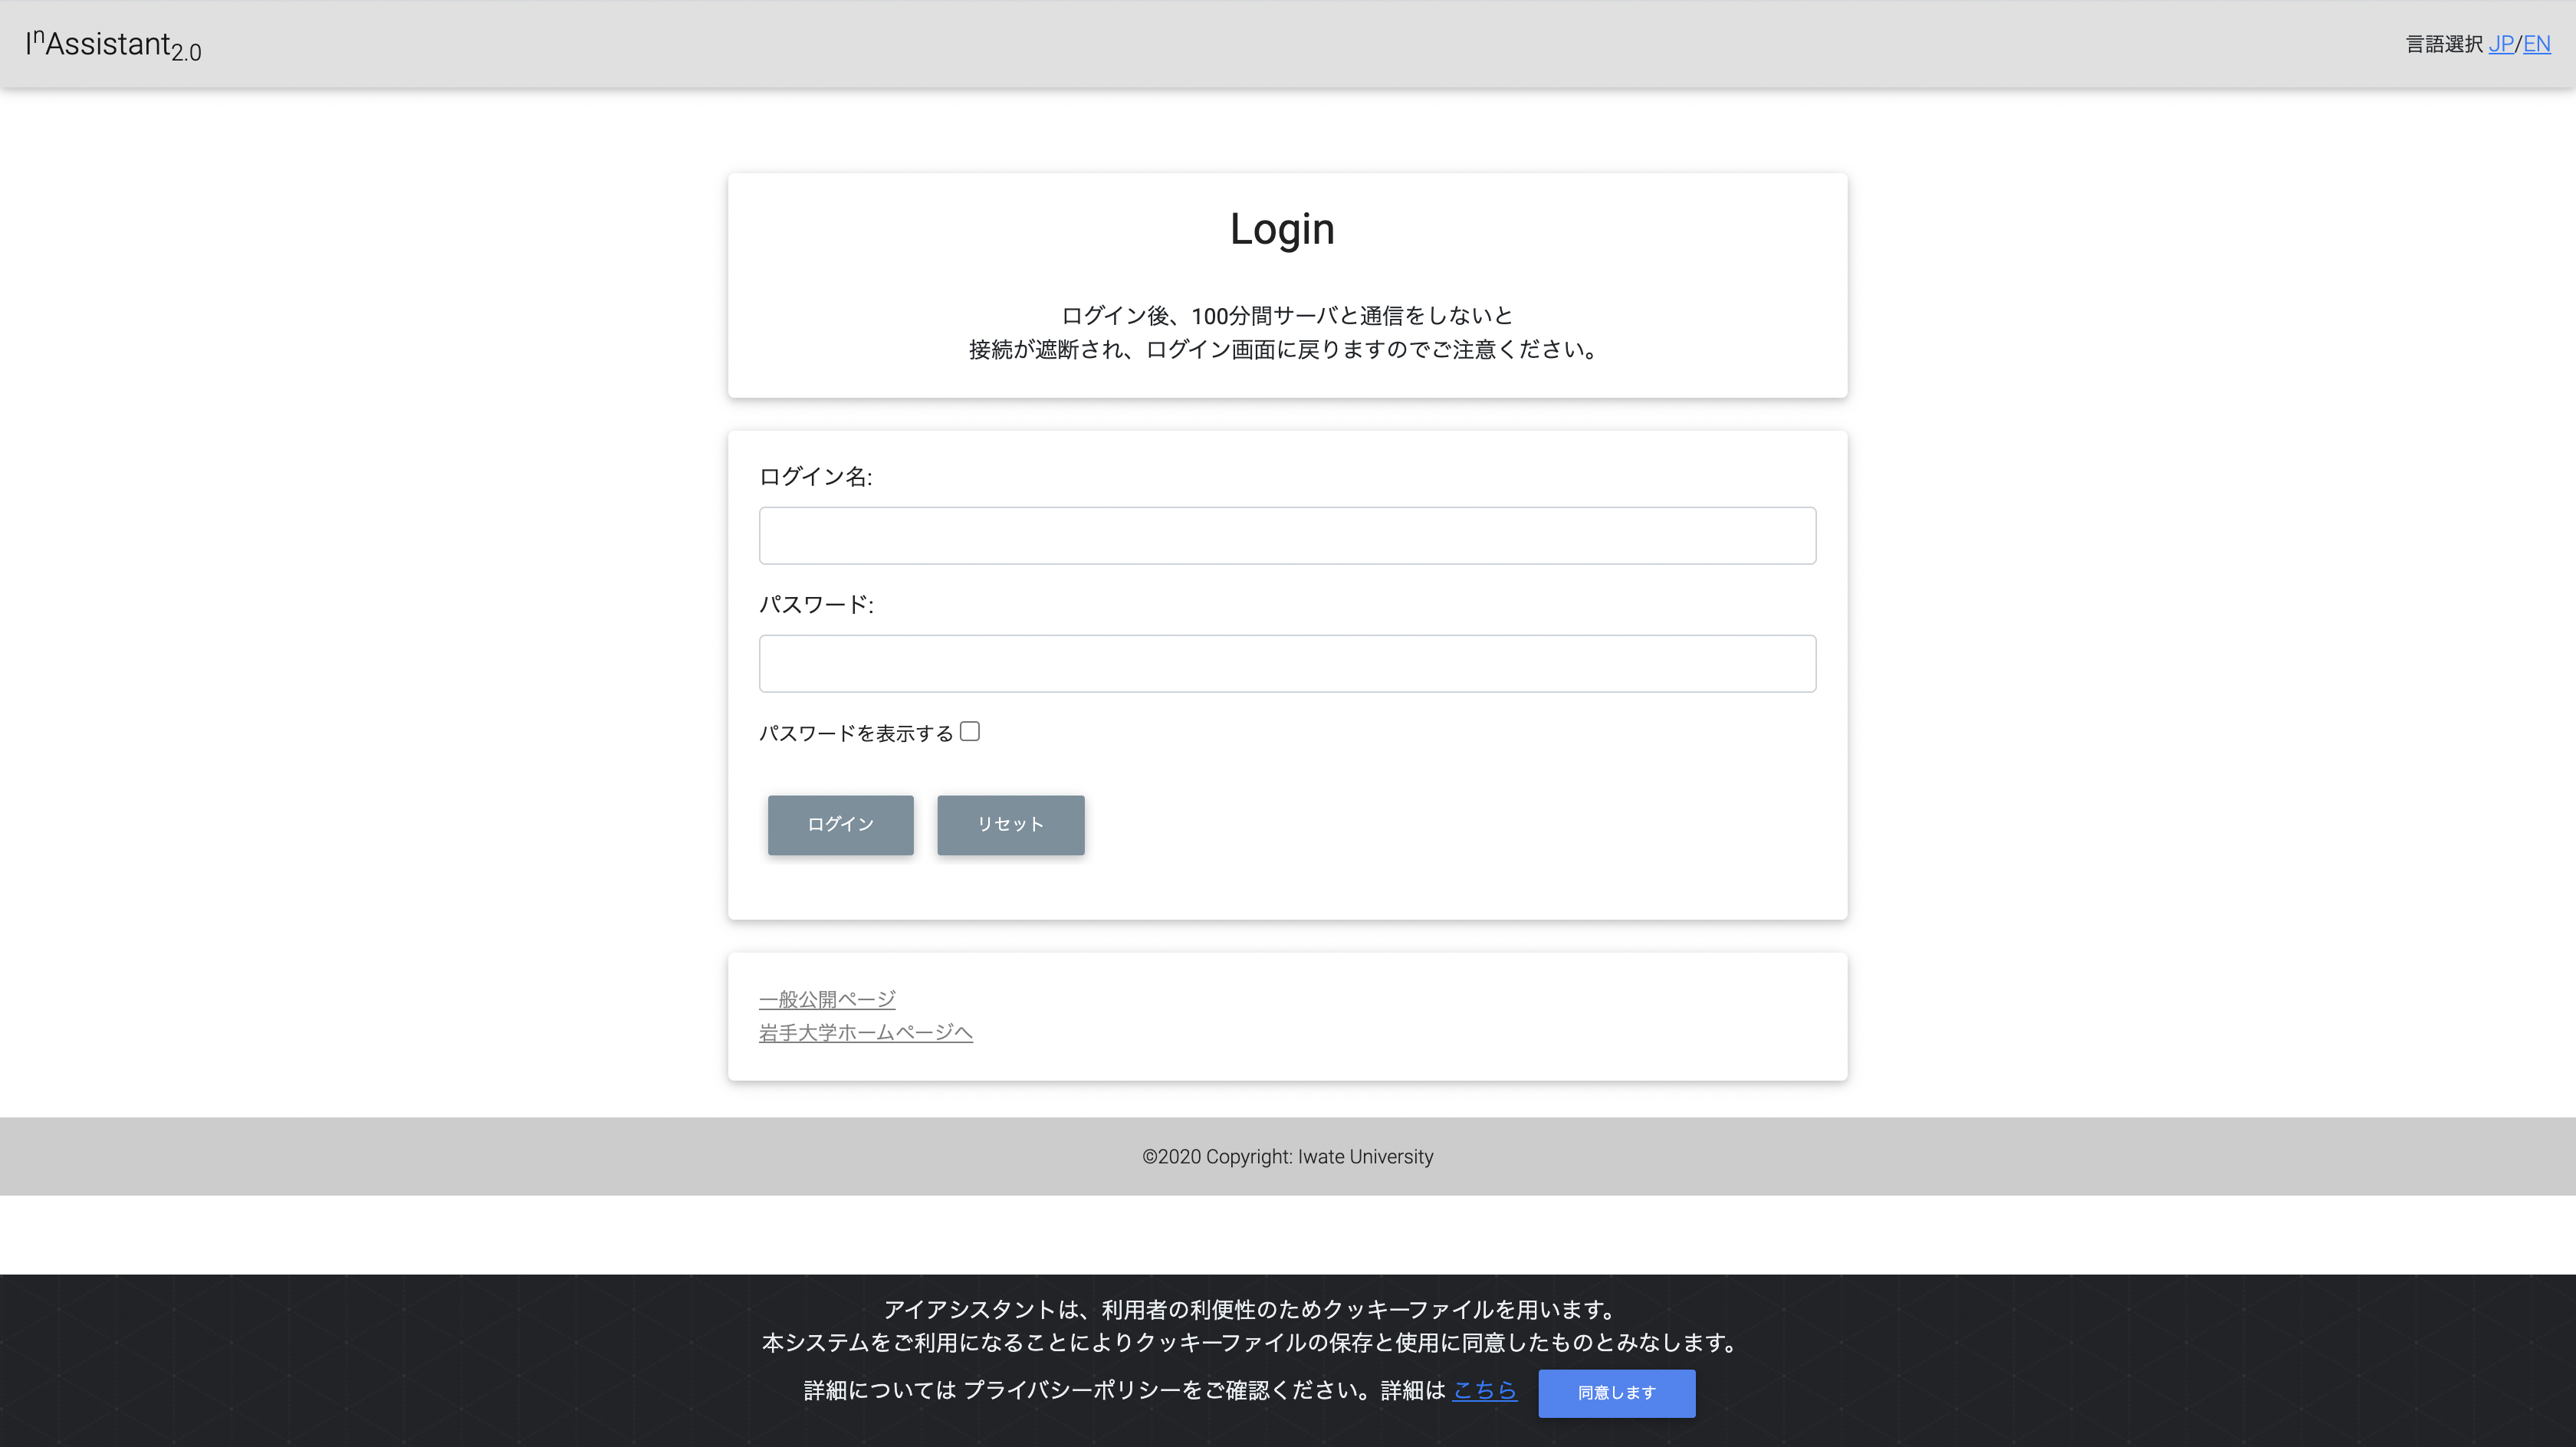 InAssistant2.0
言語選択 JP/EN
Login
ログイン後、100分間サーバと通信をしないと
接続が遮断され、ログイン画面に戻りますのでご注意ください。
ログイン名:
パスワード:
パスワードを表示する
ログイン リセット
一般公開ページ
岩手大学ホームページへ
©2020 Copyright: Iwate University
アイアシスタントは、利用者の利便性のためクッキーファイルを用います。
本システムをご利用になることによりクッキーファイルの保存と使用に同意したものとみなします。
詳細については プライバシーポリシーをご確認ください。詳細は こちら 同意します